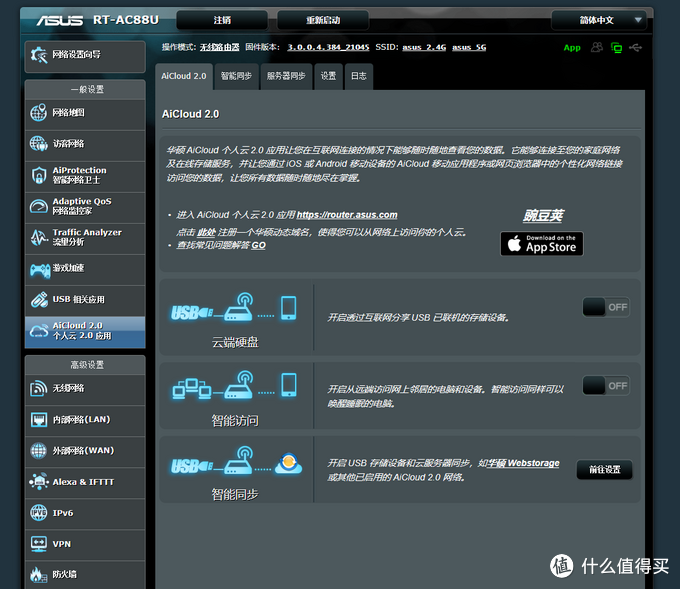 ASUS RT-AC88U 注销 重新启动 简体中文
操作模式: 无线路由器 固件版本: 3.0.0.4.384_21045 SSID: asus_2.4G asus_5G App
网络设置向导
一般设置
网络地图
访客网络
AiProtection
智能网络卫士
Adaptive QoS
网络监控家
Traffic Analyzer
流量分析
游戏加速
USB 相关应用
AiCloud 2.0
个人云 2.0 应用
高级设置
无线网络
内部网络(LAN)
外部网络(WAN)
Alexa & IFTTT
IPv6
VPN
防火墙
AiCloud 2.0 智能同步 服务器同步 设置 日志
AiCloud 2.0
华硕 AiCloud 个人云 2.0 应用让您在互联网连接的情况下能够随时随地查看您的数据。它能够连接至您的家庭网络
及在线存储服务，并让您通过 iOS 或 Android 移动设备的 AiCloud 移动应用程序或网页浏览器中的个性化网络链接
访问您的数据，让您所有数据随时随地尽在掌握。
• 进入 AiCloud 个人云 2.0 应用 https://router.asus.com
点击 此处 注册一个华硕动态域名，使得您可以从网络上访问你的个人云。
• 查找常见问题解答 GO
豌豆荚
Download on the
App Store
USB
云端硬盘
开启通过互联网分享 USB 已联机的存储设备。
OFF
智能访问
开启从远端访问网上邻居的电脑和设备。智能访问同样可以
唤醒睡眠的电脑。
OFF
USB
智能同步
开启 USB 存储设备和云服务器同步，如华硕 Webstorage
或其他已启用的 AiCloud 2.0 网络。
前往设置
值 什么值得买